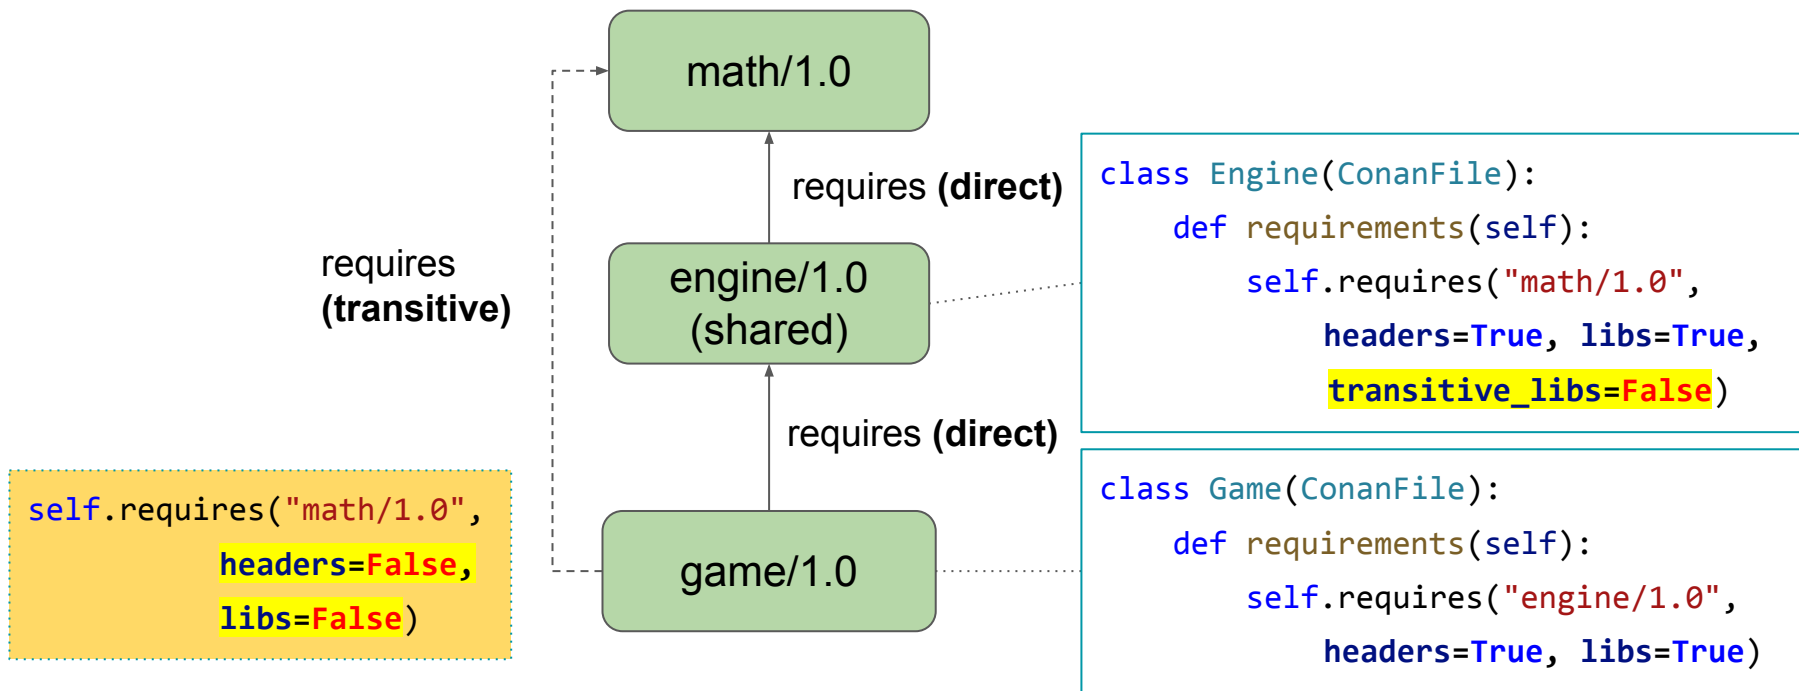 math/1.0
requires (direct)
requires
(transitive)
engine/1.0
(shared)
class Engine(ConanFile):
    def requirements(self):
        self.requires("math/1.0",
            headers=True, libs=True,
            transitive_libs=False)
requires (direct)
self.requires("math/1.0",
            headers=False,
            libs=False)
game/1.0
class Game(ConanFile):
    def requirements(self):
        self.requires("engine/1.0",
            headers=True, libs=True)